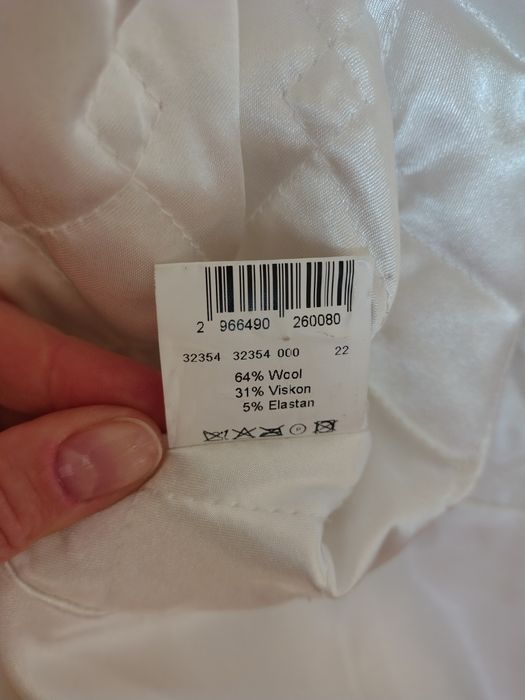 2 966490 260080
32354 32354 000 22
64% Wool
31% Viskon
5% Elastan